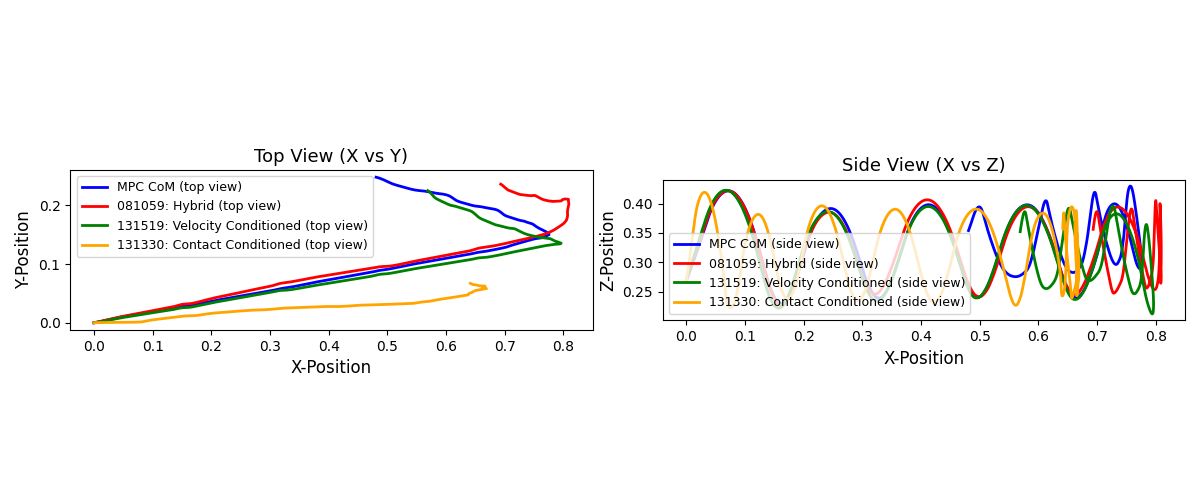 Top View (X vs Y)
MPC CoM (top view)
081059: Hybrid (top view)
131519: Velocity Conditioned (top view)
131330: Contact Conditioned (top view)
Y-Position
0.2
0.1
0.0
0.0 0.1 0.2 0.3 0.4 0.5 0.6 0.7 0.8
X-Position
Side View (X vs Z)
Z-Position
0.40
0.35
0.30
0.25
MPC CoM (side view)
081059: Hybrid (side view)
131519: Velocity Conditioned (side view)
131330: Contact Conditioned (side view)
0.0 0.1 0.2 0.3 0.4 0.5 0.6 0.7 0.8
X-Position